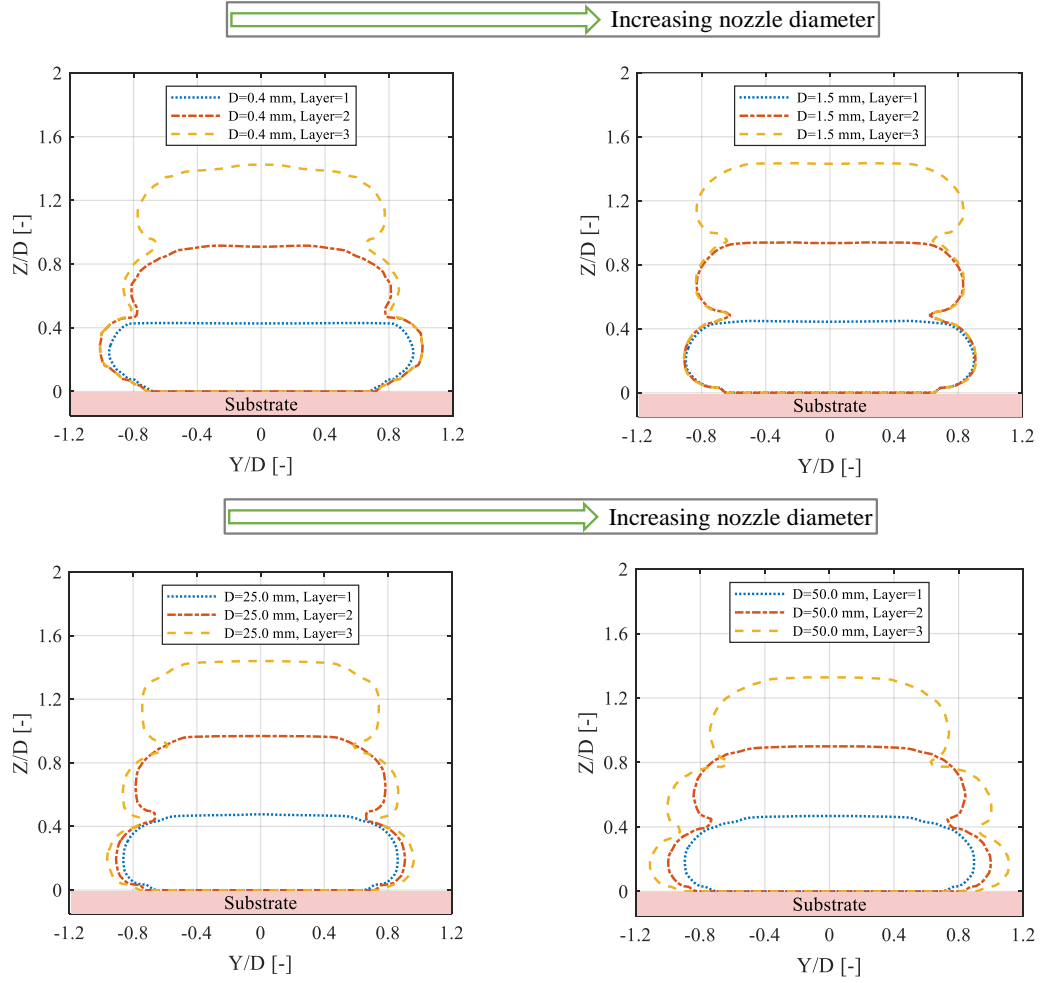 Increasing nozzle diameter
2
1.6
1.2
0.8
0.4
0
Z/D [-]
D=0.4 mm, Layer=1
D=0.4 mm, Layer=2
D=0.4 mm, Layer=3
Substrate
-1.2 -0.8 -0.4 0 0.4 0.8 1.2
Y/D [-]
2
1.6
1.2
0.8
0.4
0
Z/D [-]
D=1.5 mm, Layer=1
D=1.5 mm, Layer=2
D=1.5 mm, Layer=3
Substrate
-1.2 -0.8 -0.4 0 0.4 0.8 1.2
Y/D [-]
Increasing nozzle diameter
2
1.6
1.2
0.8
0.4
0
Z/D [-]
D=25.0 mm, Layer=1
D=25.0 mm, Layer=2
D=25.0 mm, Layer=3
Substrate
-1.2 -0.8 -0.4 0 0.4 0.8 1.2
Y/D [-]
2
1.6
1.2
0.8
0.4
0
Z/D [-]
D=50.0 mm, Layer=1
D=50.0 mm, Layer=2
D=50.0 mm, Layer=3
Substrate
-1.2 -0.8 -0.4 0 0.4 0.8 1.2
Y/D [-]